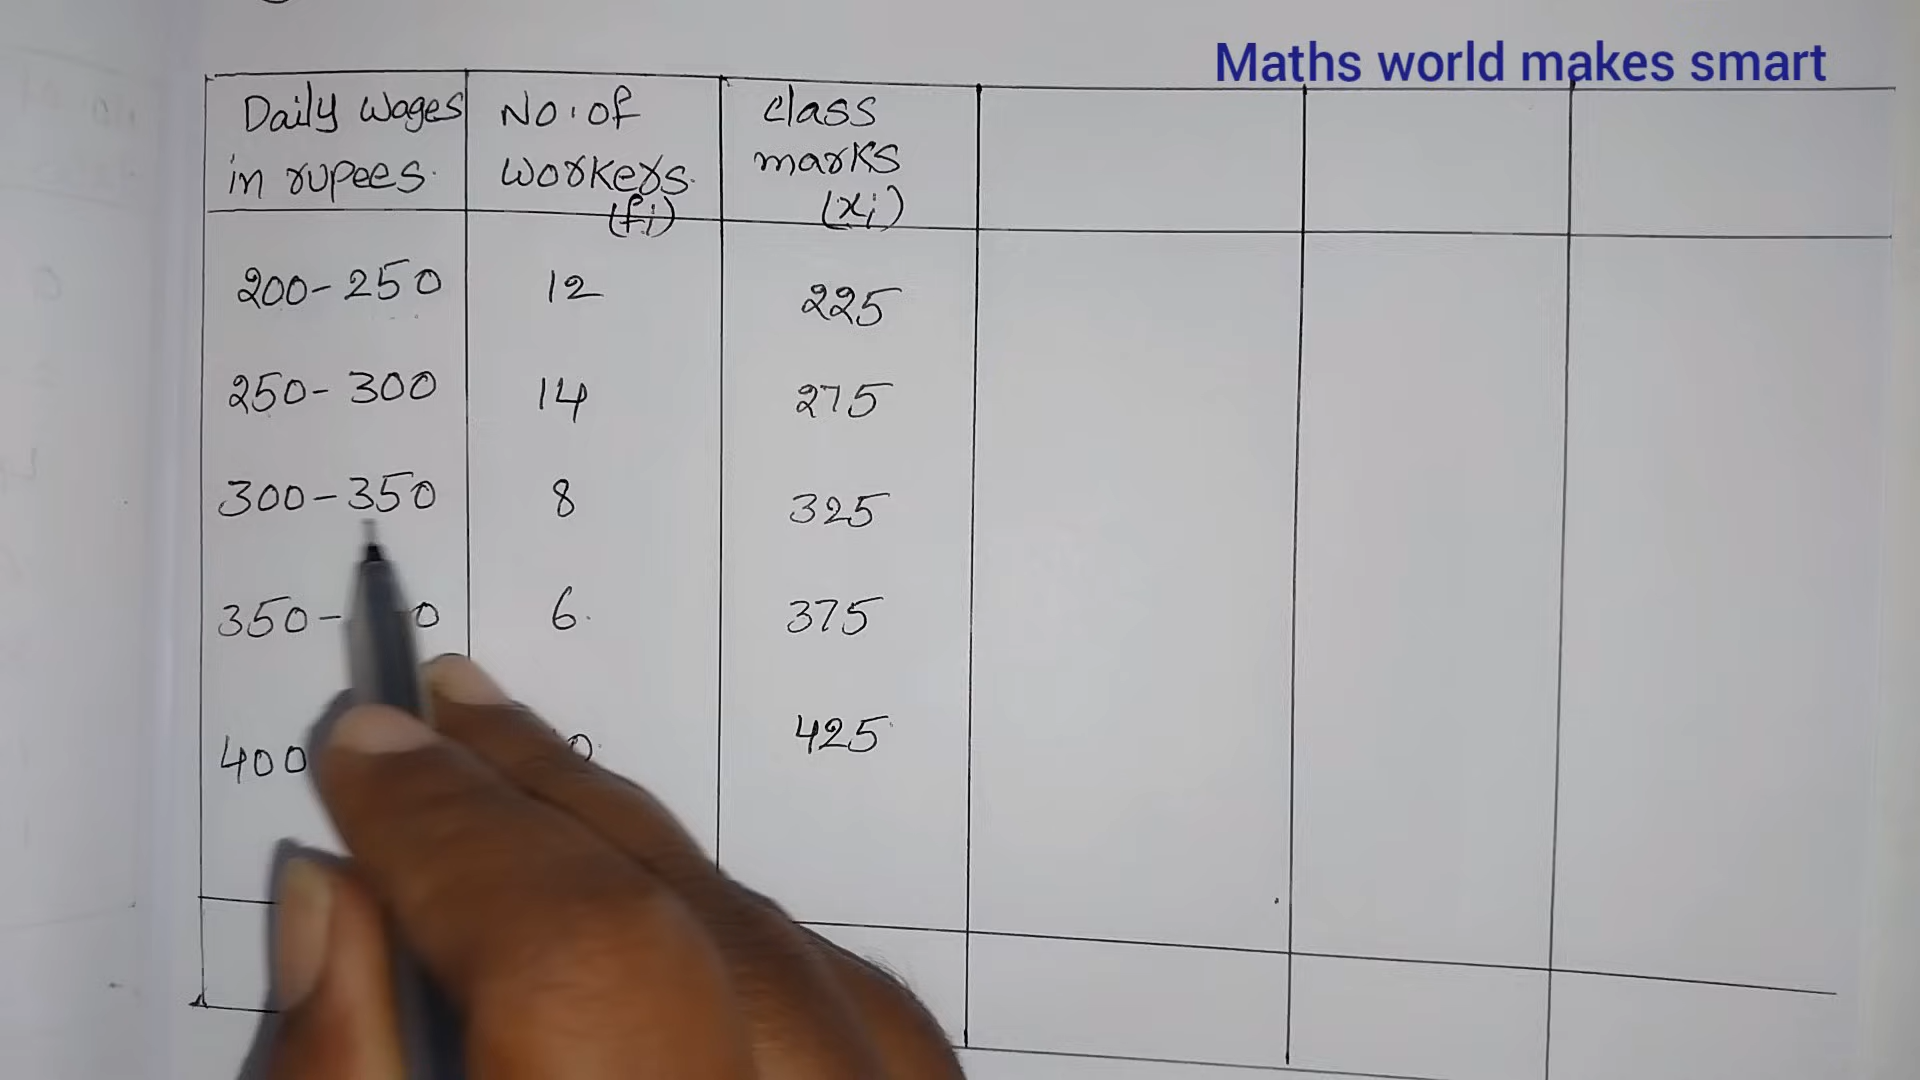 Maths world makes smart
Daily wages No. of class
in rupees. workers. marks
(fi) (xi)
200-250 12 225
250-300 14 275
300-350 8 325
350- 6. 375
400 425